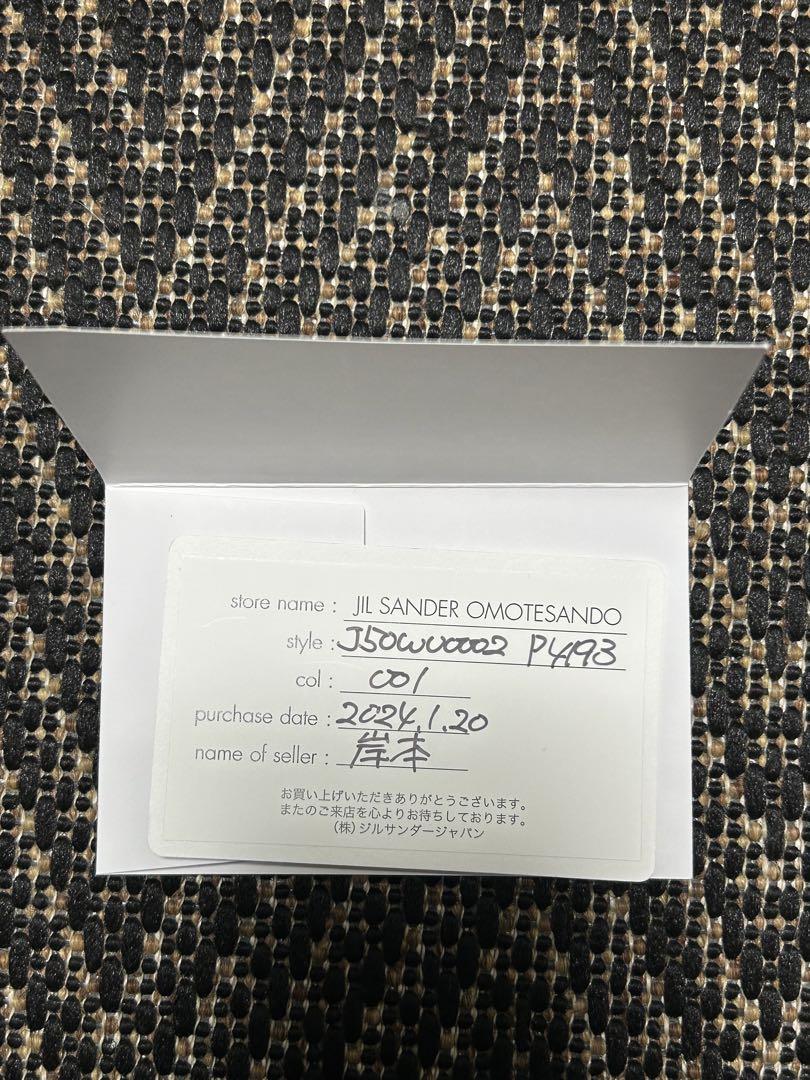 store name : JIL SANDER OMOTESANDO
style : J50WU0002 P4193
col : 001
purchase date : 2024.1.20
name of seller : 岸本
お買い上げいただきありがとうございます。
またのご来店を心よりお待ちしております。
(株)ジルサンダージャパン